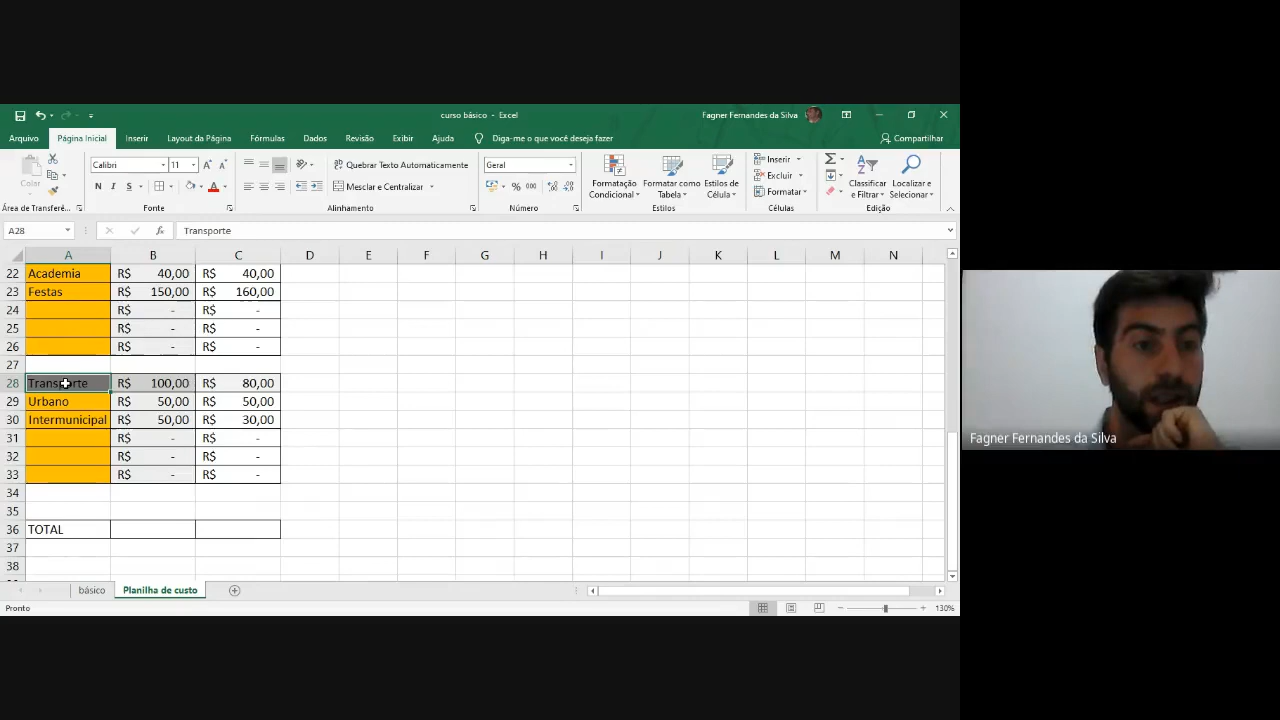 curso básico - Excel
Fagner Fernandes da Silva
Arquivo Página Inicial Inserir Layout da Página Fórmulas Dados Revisão Exibir Ajuda Diga-me o que você deseja fazer Compartilhar
Colar
Calibri 11
Quebrar Texto Automaticamente
Geral
N I S
Mesclar e Centralizar
% 000
Formatação Condicional
Formatar como Tabela
Estilos de Célula
Inserir
Excluir
Formatar
Classificar e Filtrar
Localizar e Selecionar
Área de Transferê... Fonte Alinhamento Número Estilos Células Edição
A28 fx Transporte
A B C D E F G H I J K L M N
22 Academia R$ 40,00 R$ 40,00
23 Festas R$ 150,00 R$ 160,00
24 R$ - R$ -
25 R$ - R$ -
26 R$ - R$ -
27
28 Transporte R$ 100,00 R$ 80,00
29 Urbano R$ 50,00 R$ 50,00
30 Intermunicipal R$ 50,00 R$ 30,00
31 R$ - R$ -
32 R$ - R$ -
33 R$ - R$ -
34
35
36 TOTAL
37
38
básico Planilha de custo
Pronto 130%
Fagner Fernandes da Silva